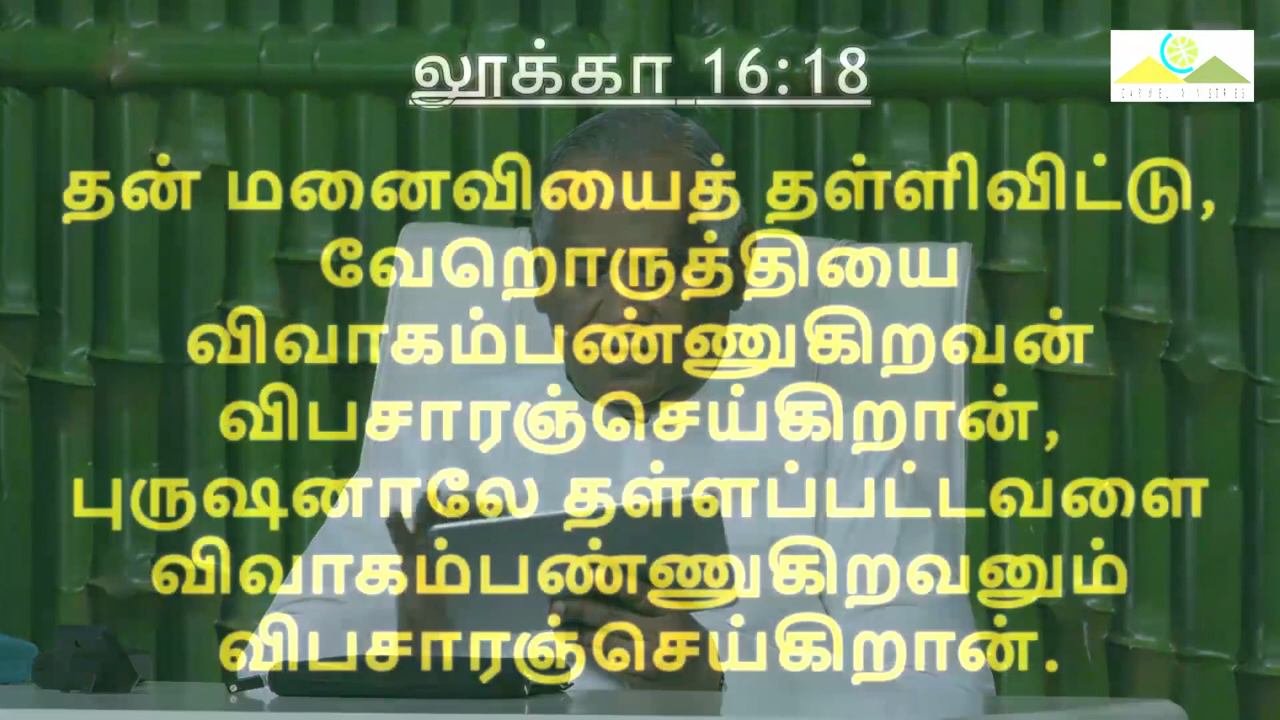 லூக்கா 16:18
தன் மனைவியைத் தள்ளிவிட்டு,
வேறொருத்தியை
விவாகம்பண்ணுகிறவன்
விபசாரஞ்செய்கிறான்,
புருஷனாலே தள்ளப்பட்டவளை
விவாகம்பண்ணுகிறவனும்
விபசாரஞ்செய்கிறான்.